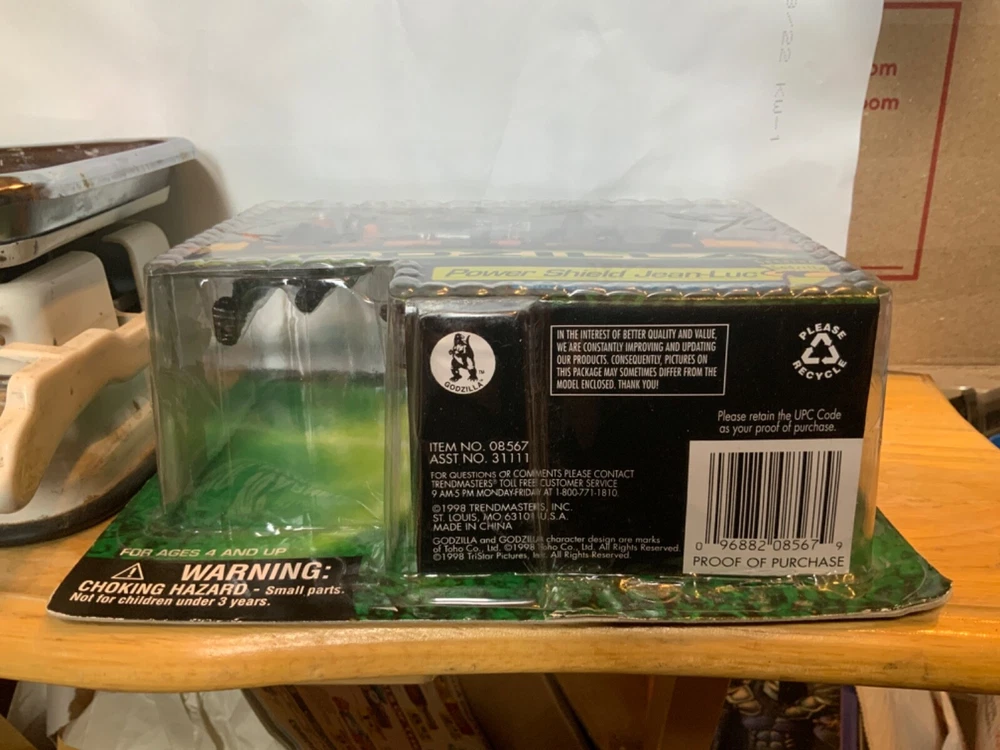 Power Shield Jean-Luc
GODZILLA™
IN THE INTEREST OF BETTER QUALITY AND VALUE,
WE ARE CONSTANTLY IMPROVING AND UPDATING
OUR PRODUCTS. CONSEQUENTLY, PICTURES ON
THIS PACKAGE MAY SOMETIMES DIFFER FROM THE
MODEL ENCLOSED. THANK YOU!
PLEASE
RECYCLE
Please retain the UPC Code
as your proof of purchase.
ITEM NO. 08567
ASST NO. 31111
FOR QUESTIONS OR COMMENTS PLEASE CONTACT
TRENDMASTERS® TOLL FREE CUSTOMER SERVICE
9 AM-5 PM MONDAY-FRIDAY AT 1-800-771-1810.
©1998 TRENDMASTERS, INC.
ST. LOUIS, MO 63101 U.S.A.
MADE IN CHINA
GODZILLA and GODZILLA character design are marks
of Toho Co., Ltd. ©1998 Toho Co., Ltd. All Rights Reserved.
©1998 TriStar Pictures, Inc. All Rights Reserved.
0 96882 08567 9
PROOF OF PURCHASE
FOR AGES 4 AND UP
WARNING:
CHOKING HAZARD - Small parts.
Not for children under 3 years.